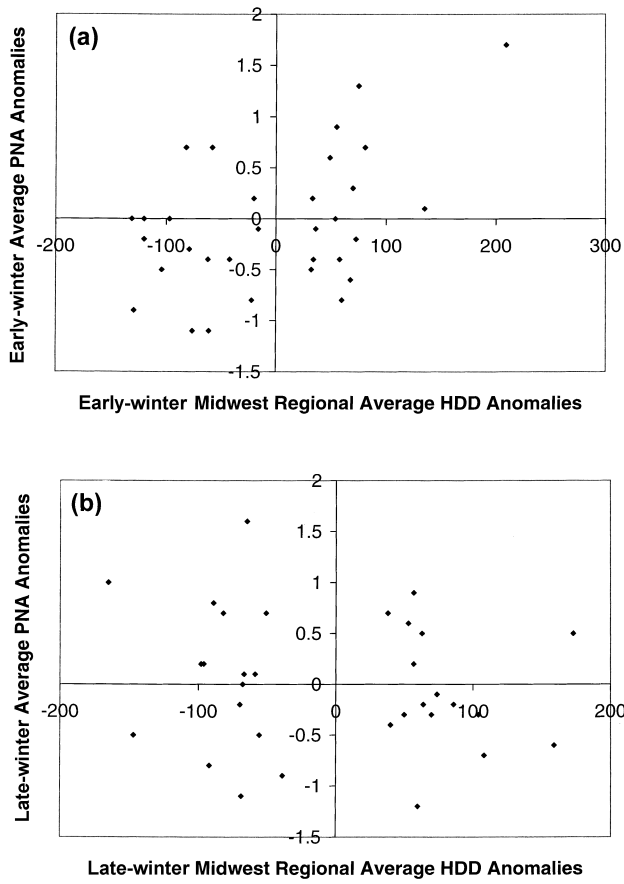 (a)
Early-winter Average PNA Anomalies
2
1.5
1
0.5
0
-200 -100 0 100 200 300
-0.5
-1
-1.5
Early-winter Midwest Regional Average HDD Anomalies
(b)
Late-winter Average PNA Anomalies
2
1.5
1
0.5
0
-200 -100 0 100 200
-0.5
-1
-1.5
Late-winter Midwest Regional Average HDD Anomalies